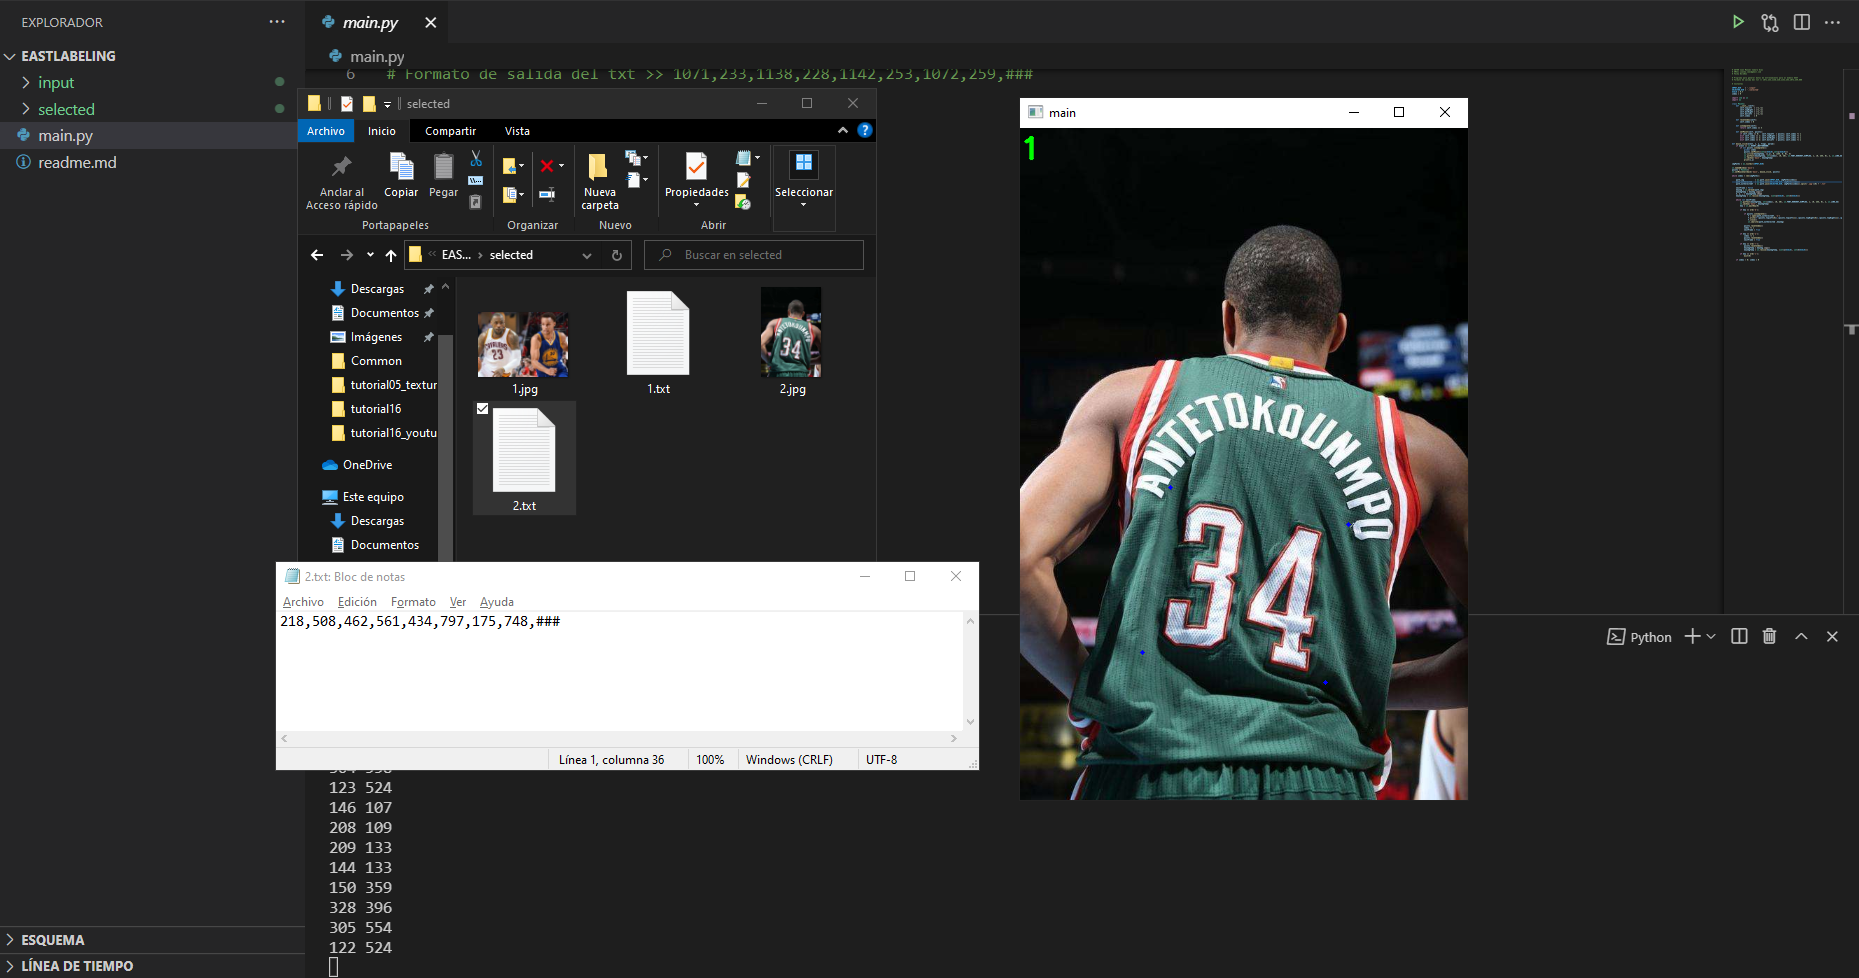 EXPLORADOR
EASTLABELING
input
selected
main.py
readme.md
ESQUEMA
LÍNEA DE TIEMPO
main.py
main.py
6 # Formato de salida del txt >> 1071,233,1138,228,1142,253,1072,259,###
selected
Archivo Inicio Compartir Vista
Anclar al
Acceso rápido
Copiar
Pegar
Nueva
carpeta
Propiedades
Seleccionar
Portapapeles Organizar Nuevo Abrir
EAS... selected
Buscar en selected
Descargas
Documentos
Imágenes
Common
tutorial05_textur
tutorial16
tutorial16_youtu
OneDrive
Este equipo
Descargas
Documentos
1.jpg
1.txt
2.jpg
2.txt
2.txt: Bloc de notas
Archivo Edición Formato Ver Ayuda
218,508,462,561,434,797,175,748,###
Línea 1, columna 36 100% Windows (CRLF) UTF-8
main
1
ANTETOKOUNMPO
34
Python
123 524
146 107
208 109
209 133
144 133
150 359
328 396
305 554
122 524